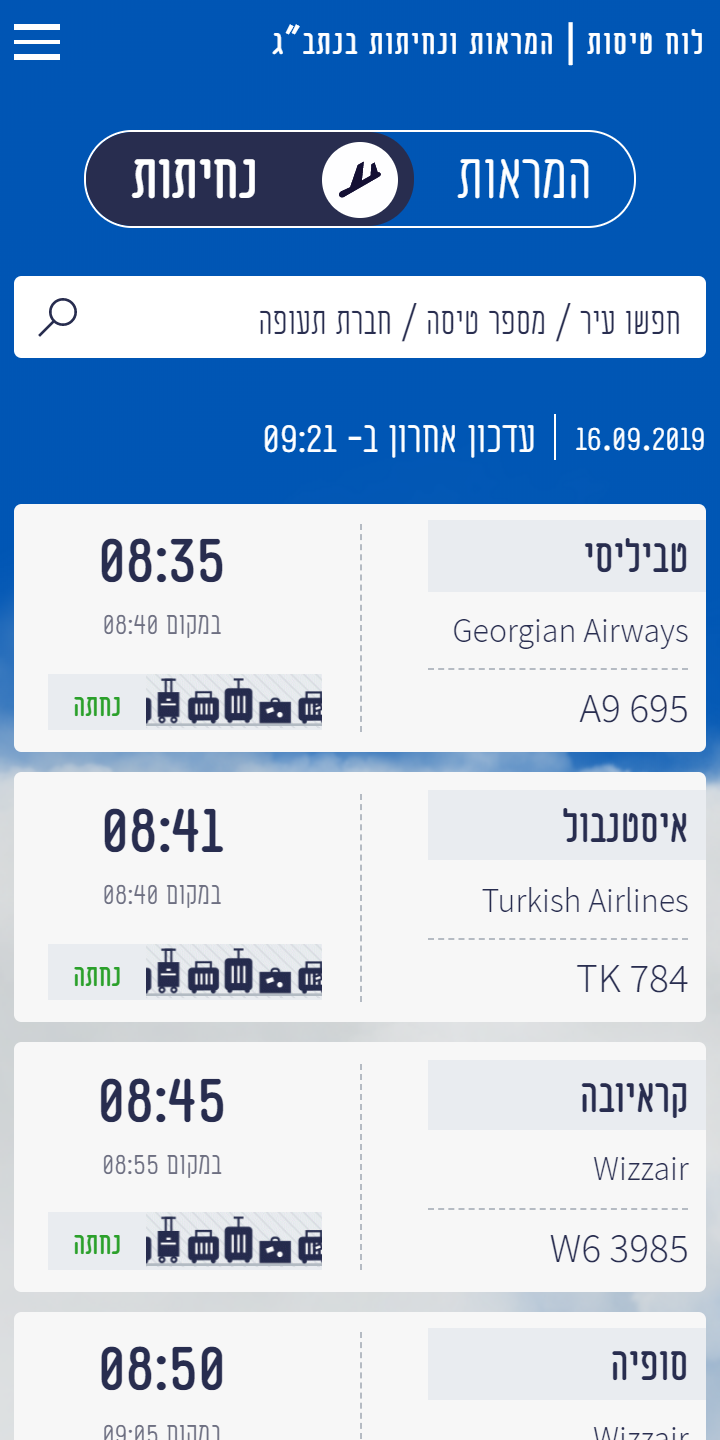 לוח טיסות | המראות ונחיתות בנתב״ג
המראות נחיתות
חפשו עיר / מספר טיסה / חברת תעופה
16.09.2019 | עדכון אחרון ב- 09:21
טביליסי
Georgian Airways
A9 695
08:35
במקום 08:40
נחתה
איסטנבול
Turkish Airlines
TK 784
08:41
במקום 08:40
נחתה
קראיובה
Wizzair
W6 3985
08:45
במקום 08:55
נחתה
סופיה
Wizzair
08:50
במקום 09:05